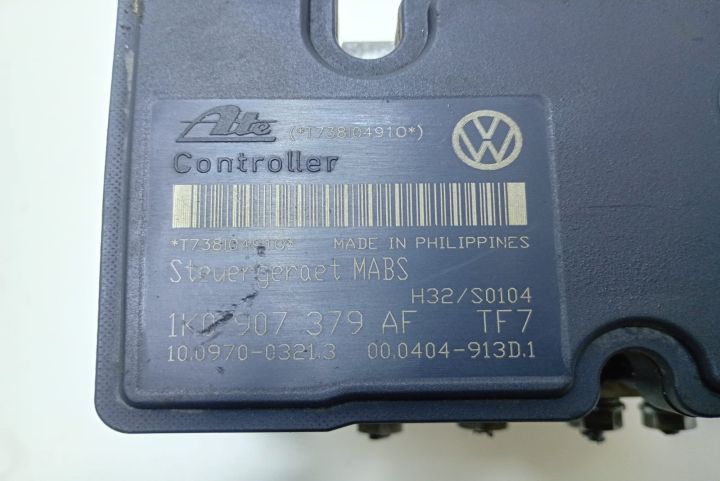 Ate (*T738104910*)
Controller
*T738104910* MADE IN PHILIPPINES
Steuergeraet MABS
H32/S0104
1K0 907 379 AF TF7
10.0970-0321.3 00.0404-913D.1